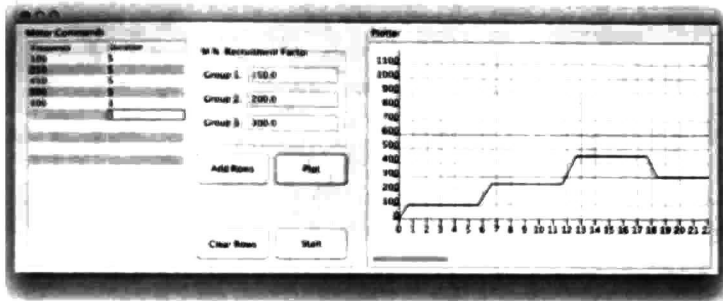 Motor Commands
Frequency Duration
100 5
M.N. Recruitment Factor
Group 1: 150.0
Group 2: 200.0
Group 3: 300.0
Add Rows Plot
Clear Rows Start
Plotter
1100
1000
900
800
700
600
500
400
300
200
100
0
0 1 2 3 4 5 6 7 8 9 10 11 12 13 14 15 16 17 18 19 20 21 22